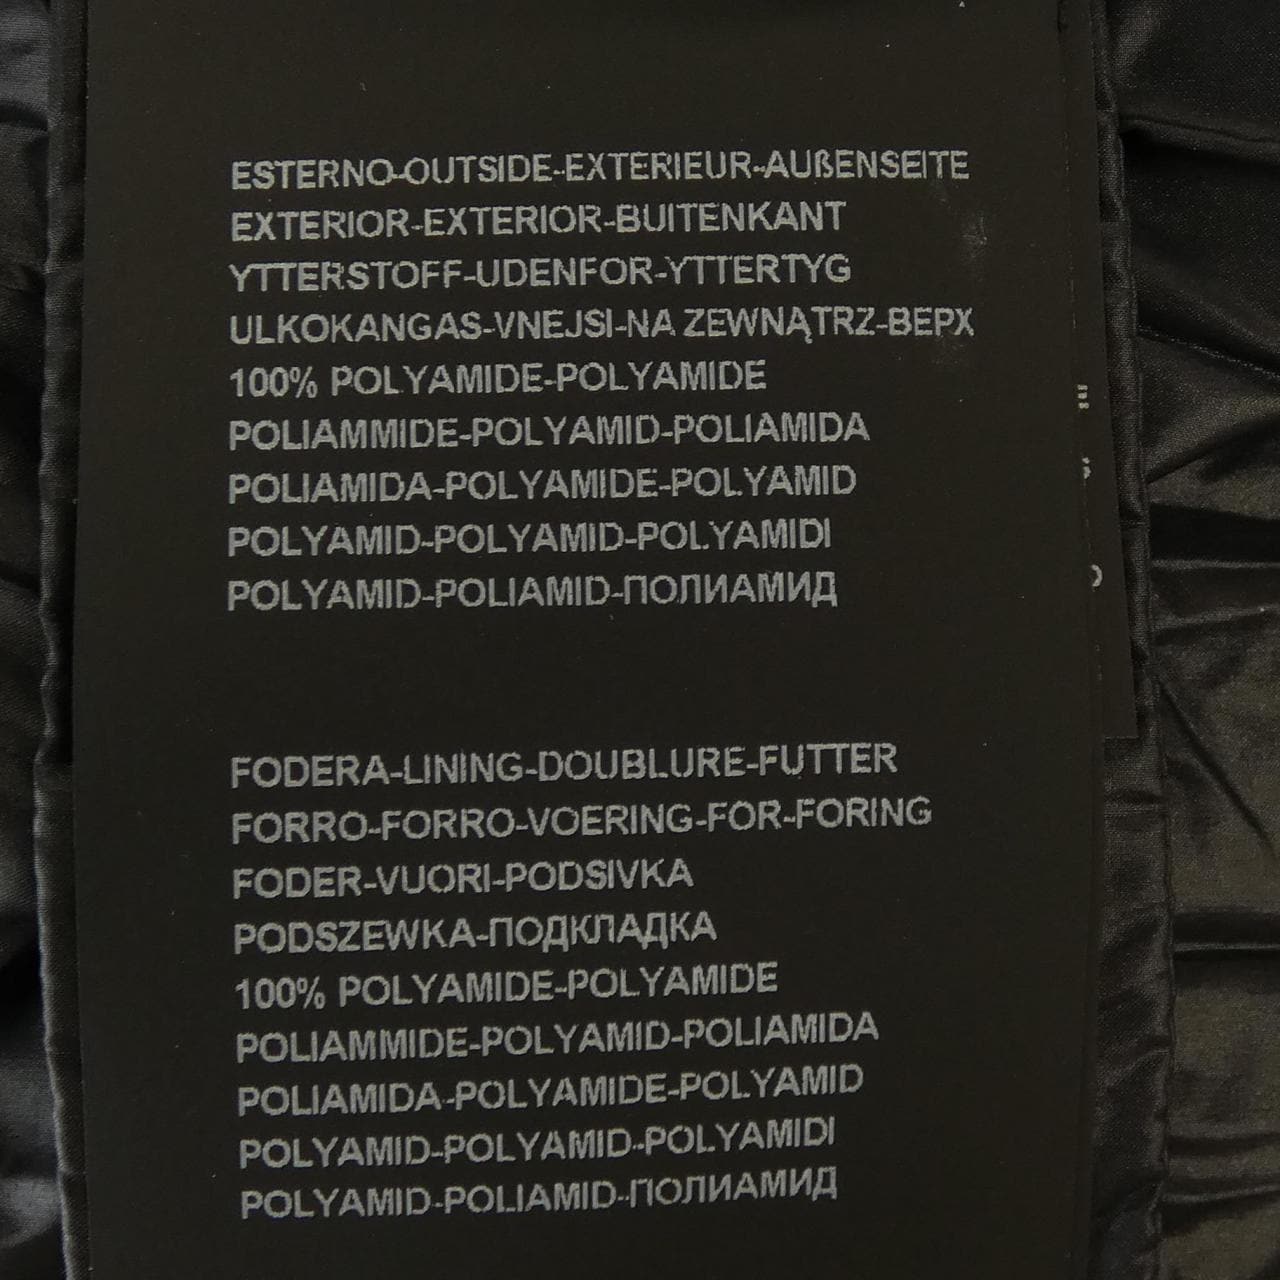 ESTERNO-OUTSIDE-EXTERIEUR-AUßENSEITE
EXTERIOR-EXTERIOR-BUITENKANT
YTTERSTOFF-UDENFOR-YTTERTYG
ULKOKANGAS-VNEJSI-NA ZEWNĄTRZ-ВЕРХ
100% POLYAMIDE-POLYAMIDE
POLIAMMIDE-POLYAMID-POLIAMIDA
POLIAMIDA-POLYAMIDE-POLYAMID
POLYAMID-POLYAMID-POLYAMIDI
POLYAMID-POLIAMID-ПОЛИАМИД
FODERA-LINING-DOUBLURE-FUTTER
FORRO-FORRO-VOERING-FOR-FORING
FODER-VUORI-PODSIVKA
PODSZEWKA-ПОДКЛАДКА
100% POLYAMIDE-POLYAMIDE
POLIAMMIDE-POLYAMID-POLIAMIDA
POLIAMIDA-POLYAMIDE-POLYAMID
POLYAMID-POLYAMID-POLYAMIDI
POLYAMID-POLIAMID-ПОЛИАМИД